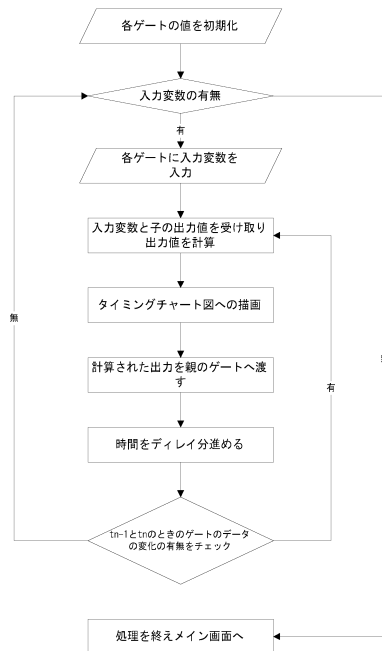 各ゲートの値を初期化
入力変数の有無
有
各ゲートに入力変数を
入力
入力変数と子の出力値を受け取り
出力値を計算
タイミングチャート図への描画
無
計算された出力を親のゲートへ渡
す
有
時間をディレイ分進める
tn-1とtnのときのゲートのデータ
の変化の有無をチェック
処理を終えメイン画面へ